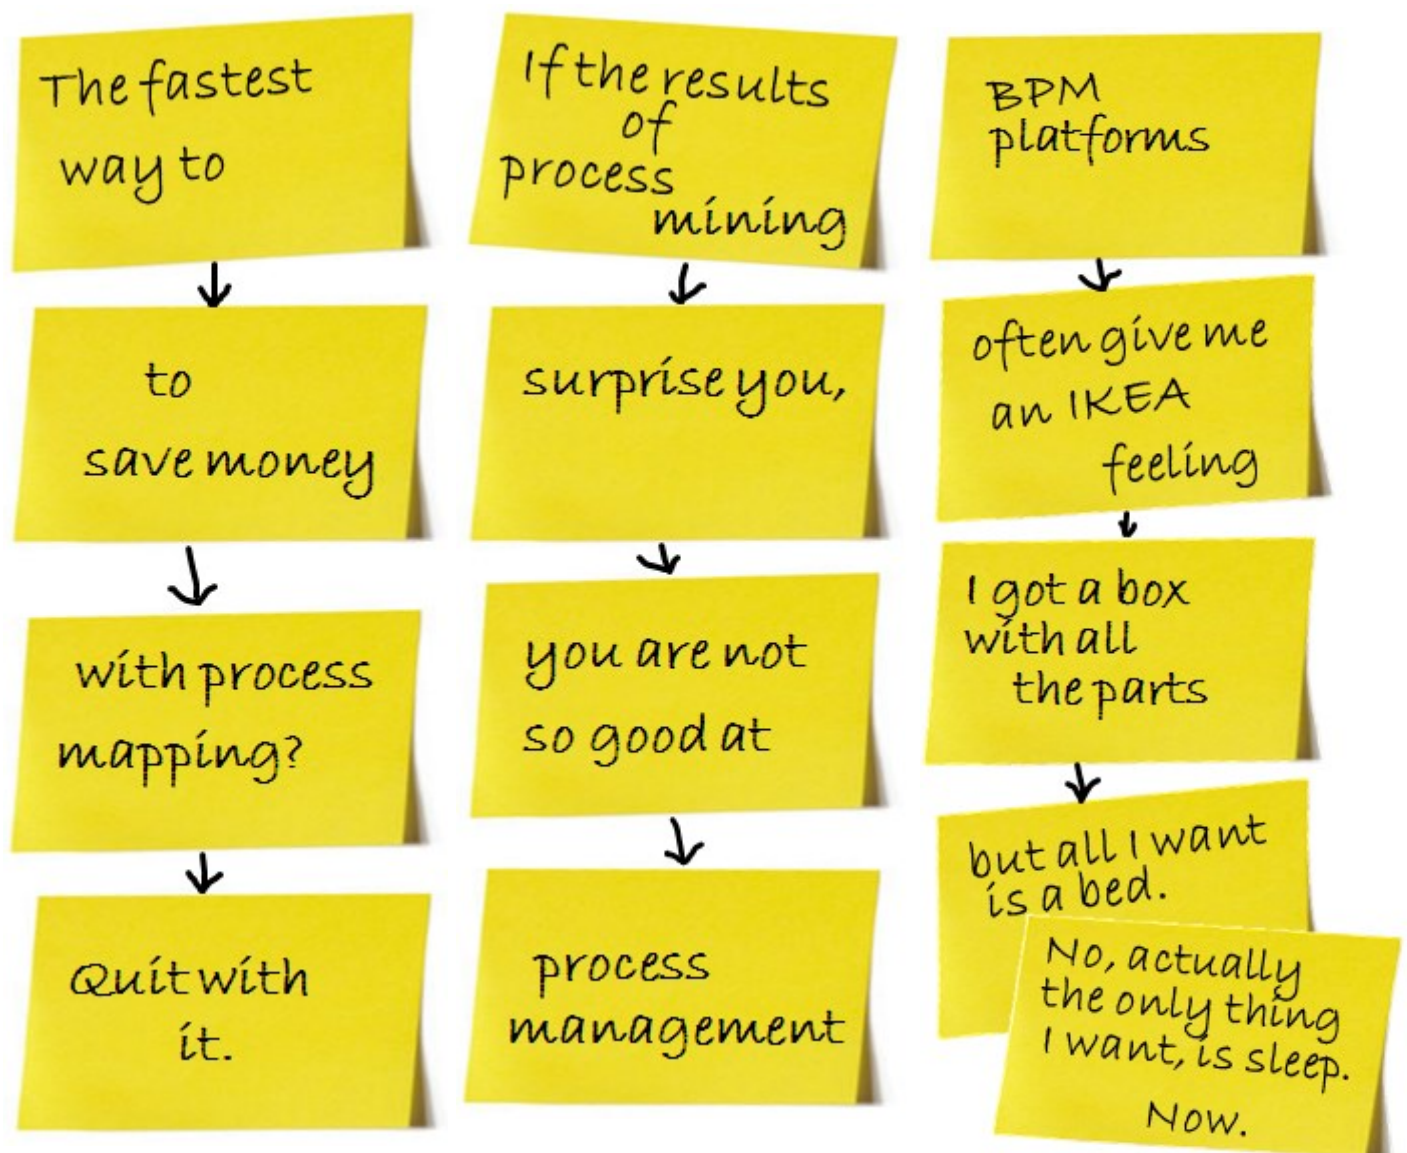 The fastest
way to
to
save money
with process
mapping?
Quit with
it.
If the results
of
process
mining
surprise you,
you are not
so good at
process
management
BPM
platforms
often give me
an IKEA
feeling
I got a box
with all
the parts
but all I want
is a bed.
No, actually
the only thing
I want, is sleep.
Now.